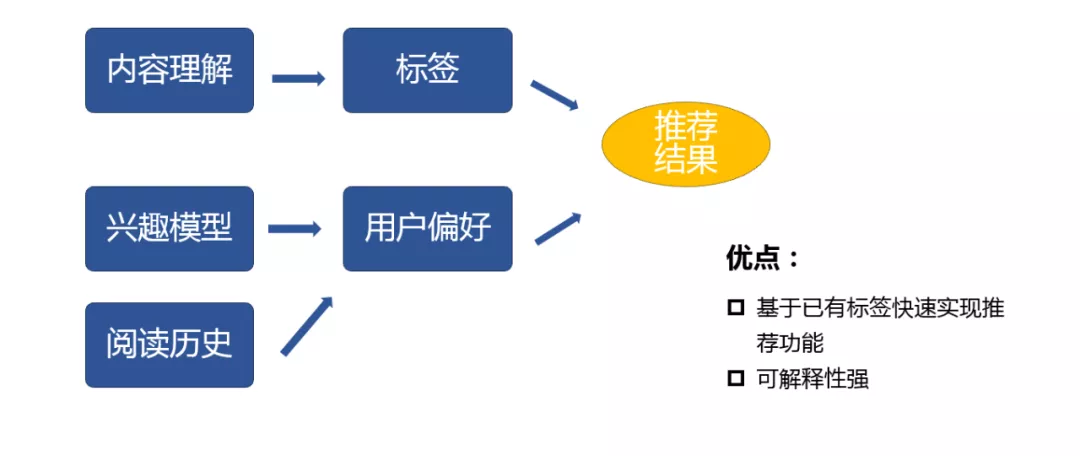 内容理解
标签
推荐
结果
兴趣模型
用户偏好
阅读历史
优点：
基于已有标签快速实现推
荐功能
可解释性强